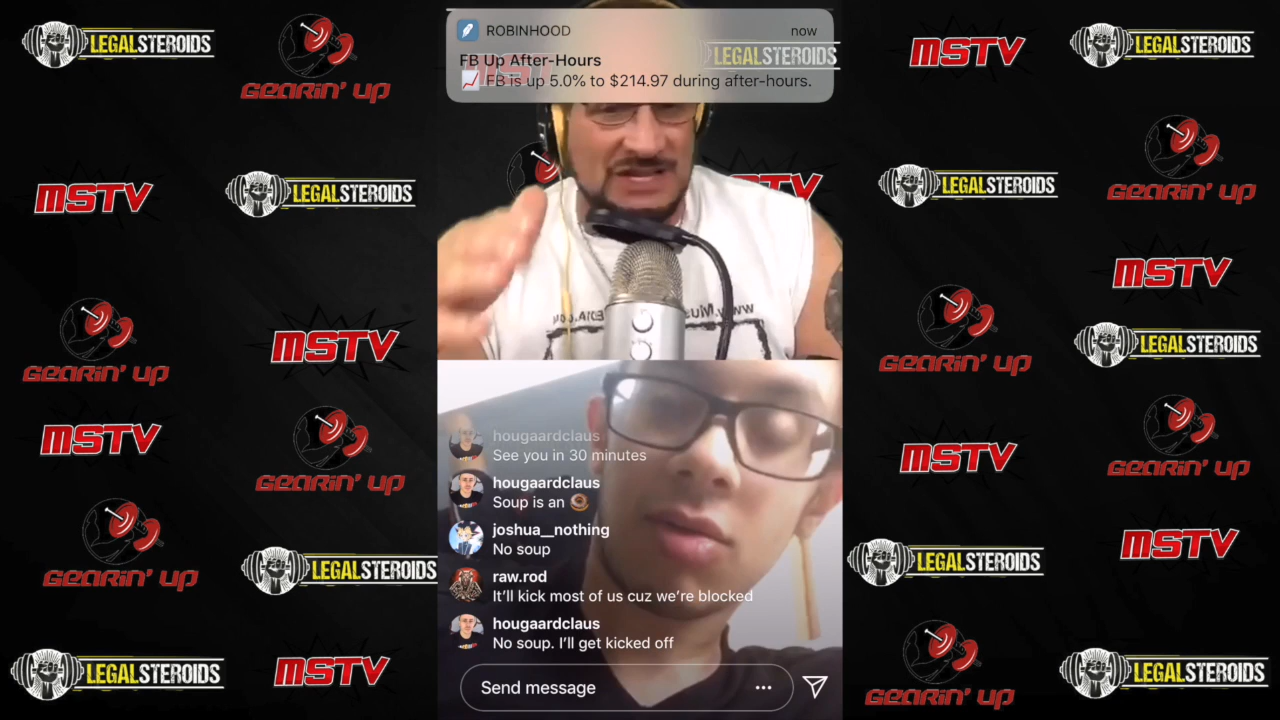 ROBINHOOD
now
FB Up After-Hours
FB is up 5.0% to $214.97 during after-hours.
LEGALSTEROIDS
GEARIN' UP
LEGALSTEROIDS
MSTV
LEGALSTEROIDS
MSTV
LEGALSTEROIDS
LEGALSTEROIDS
GEARIN' UP
GEARIN' UP
MSTV
MSTV
GEARIN' UP
LEGALSTEROIDS
MSTV
GEARIN' UP
hougaardclaus
See you in 30 minutes
hougaardclaus
Soup is an
joshua__nothing
No soup
raw.rod
It'll kick most of us cuz we're blocked
hougaardclaus
No soup. I'll get kicked off
Send message
MSTV
GEARIN' UP
MSTV
GEARIN' UP
GEARIN' UP
LEGALSTEROIDS
LEGALSTEROIDS
MSTV
LEGALSTEROIDS
MSTV
GEARIN' UP
LEGALSTEROIDS